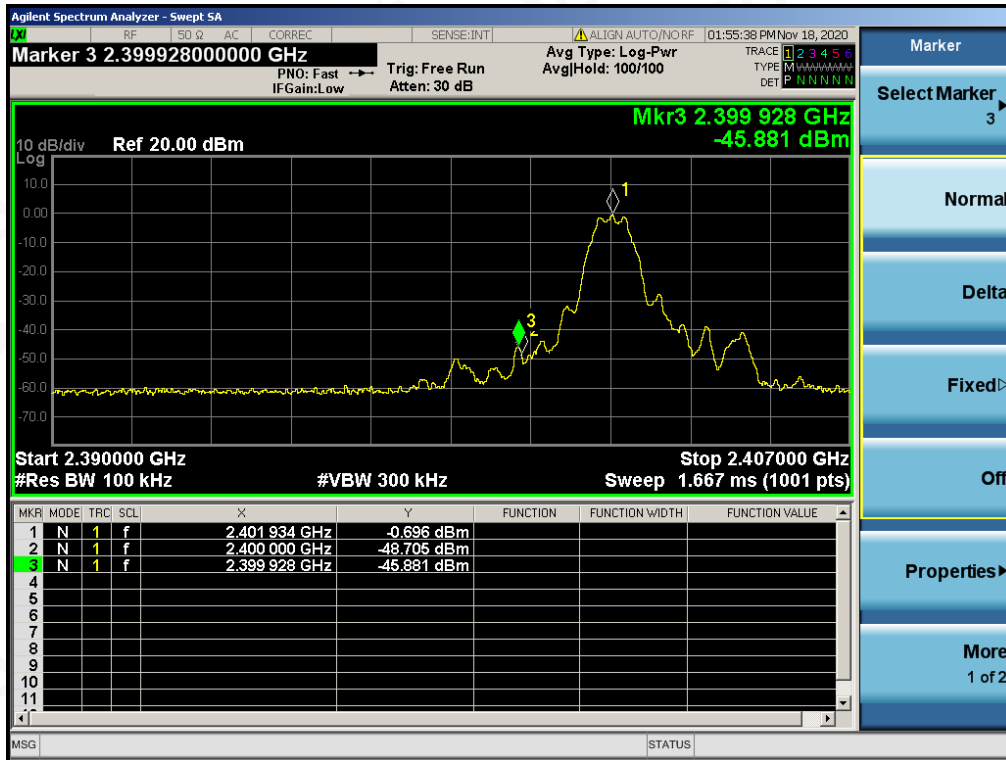 Agilent Spectrum Analyzer - Swept SA
LXI RF 50 Ω AC CORREC SENSE:INT ALIGN AUTO/NO RF 01:55:38 PM Nov 18, 2020
Marker 3 2.399928000000 GHz
PNO: Fast
IFGain:Low
Trig: Free Run
Atten: 30 dB
Avg Type: Log-Pwr
Avg|Hold: 100/100
TRACE 1 2 3 4 5 6
TYPE M WWWWW
DET P N N N N N
Mkr3 2.399 928 GHz
-45.881 dBm
10 dB/div Ref 20.00 dBm
Log
10.0
0.00
-10.0
-20.0
-30.0
-40.0
-50.0
-60.0
-70.0
1
3
2
Start 2.390000 GHz Stop 2.407000 GHz
#Res BW 100 kHz #VBW 300 kHz Sweep 1.667 ms (1001 pts)
MKR MODE TRC SCL X Y FUNCTION FUNCTION WIDTH FUNCTION VALUE
1 N 1 f 2.401 934 GHz -0.696 dBm
2 N 1 f 2.400 000 GHz -48.705 dBm
3 N 1 f 2.399 928 GHz -45.881 dBm
4
5
6
7
8
9
10
11
MSG STATUS
Marker
Select Marker
3
Normal
Delta
Fixed
Off
Properties
More
1 of 2